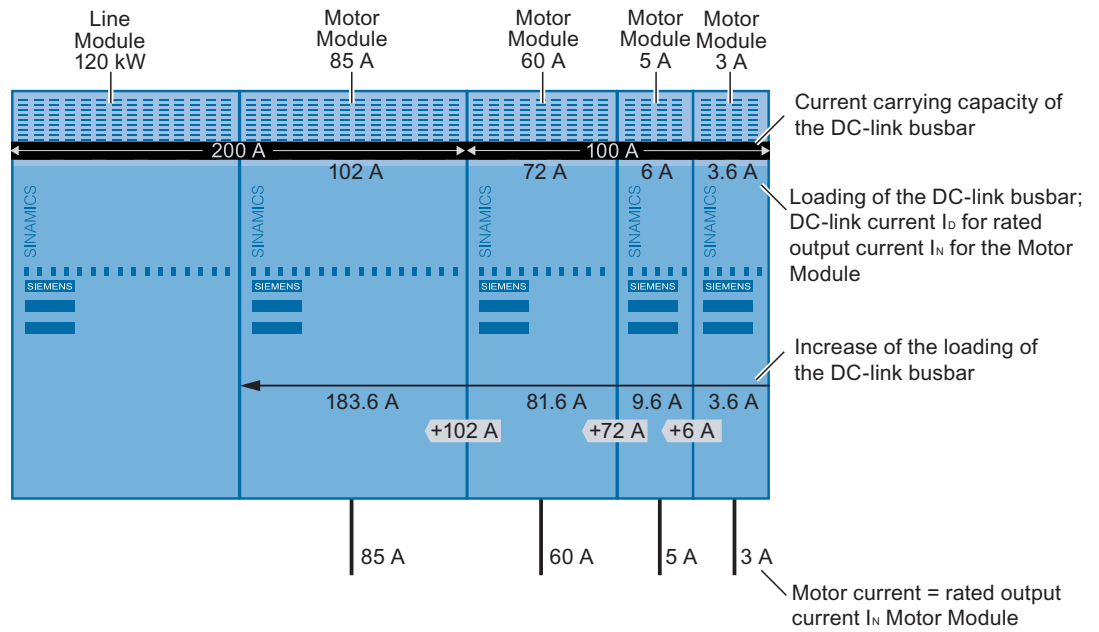 Line
Module
120 kW
Motor
Module
85 A
Motor
Module
60 A
Motor
Module
5 A
Motor
Module
3 A
Current carrying capacity of
the DC-link busbar
200 A
100 A
102 A
72 A
6 A
3.6 A
Loading of the DC-link busbar;
DC-link current ID for rated
output current IN for the Motor
Module
SINAMICS
SINAMICS
SINAMICS
SINAMICS
SINAMICS
SIEMENS
SIEMENS
SIEMENS
SIEMENS
SIEMENS
Increase of the loading of
the DC-link busbar
183.6 A
81.6 A
9.6 A
3.6 A
+102 A
+72 A
+6 A
85 A
60 A
5 A
3 A
Motor current = rated output
current IN Motor Module